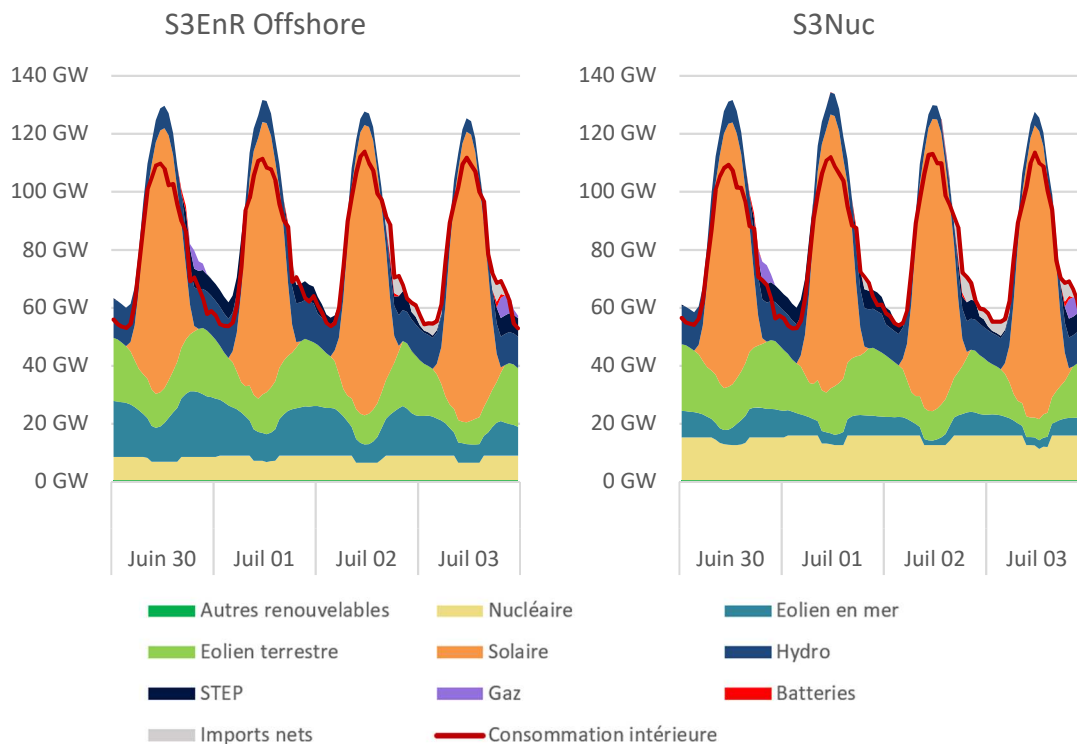 S3EnR Offshore
S3Nuc
140 GW
120 GW
100 GW
80 GW
60 GW
40 GW
20 GW
0 GW
Juin 30 Juil 01 Juil 02 Juil 03
140 GW
120 GW
100 GW
80 GW
60 GW
40 GW
20 GW
0 GW
Juin 30 Juil 01 Juil 02 Juil 03
Autres renouvelables Nucléaire Eolien en mer
Eolien terrestre Solaire Hydro
STEP Gaz Batteries
Imports nets Consommation intérieure